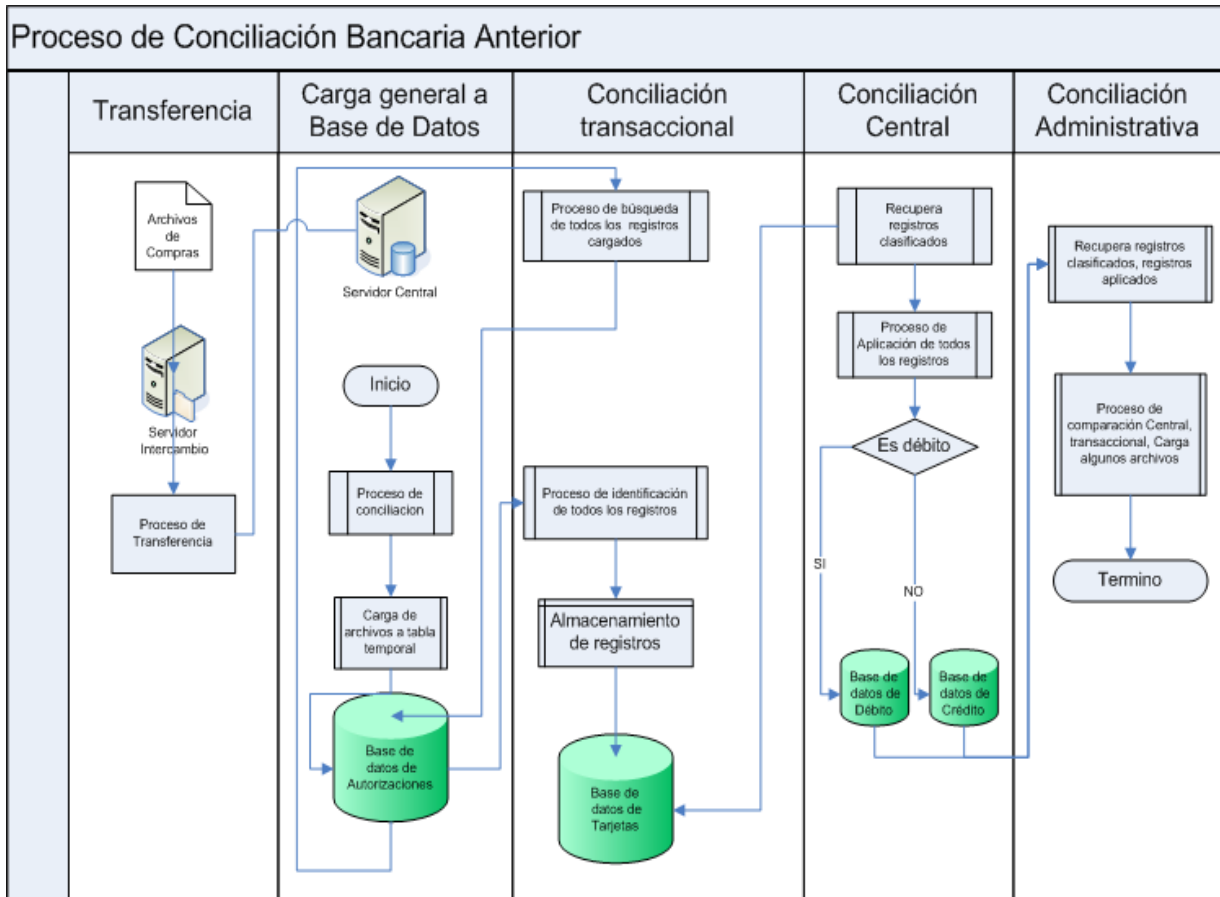 Proceso de Conciliación Bancaria Anterior
Transferencia
Carga general a
Base de Datos
Conciliación
transaccional
Conciliación
Central
Conciliación
Administrativa
Archivos
de
Compras
Servidor
Intercambio
Proceso de
Transferencia
Servidor Central
Inicio
Proceso de
conciliacion
Carga de
archivos a tabla
temporal
Base de
datos de
Autorizaciones
Proceso de búsqueda
de todos los registros
cargados
Proceso de identificación
de todos los registros
Almacenamiento
de registros
Base de
datos de
Tarjetas
Recupera
registros
clasificados
Proceso de
Aplicación de todos
los registros
Es débito
SI
NO
Base de
datos de
Débito
Base de
datos de
Crédito
Recupera registros
clasificados, registros
aplicados
Proceso de
comparación Central,
transaccional, Carga
algunos archivos
Termino